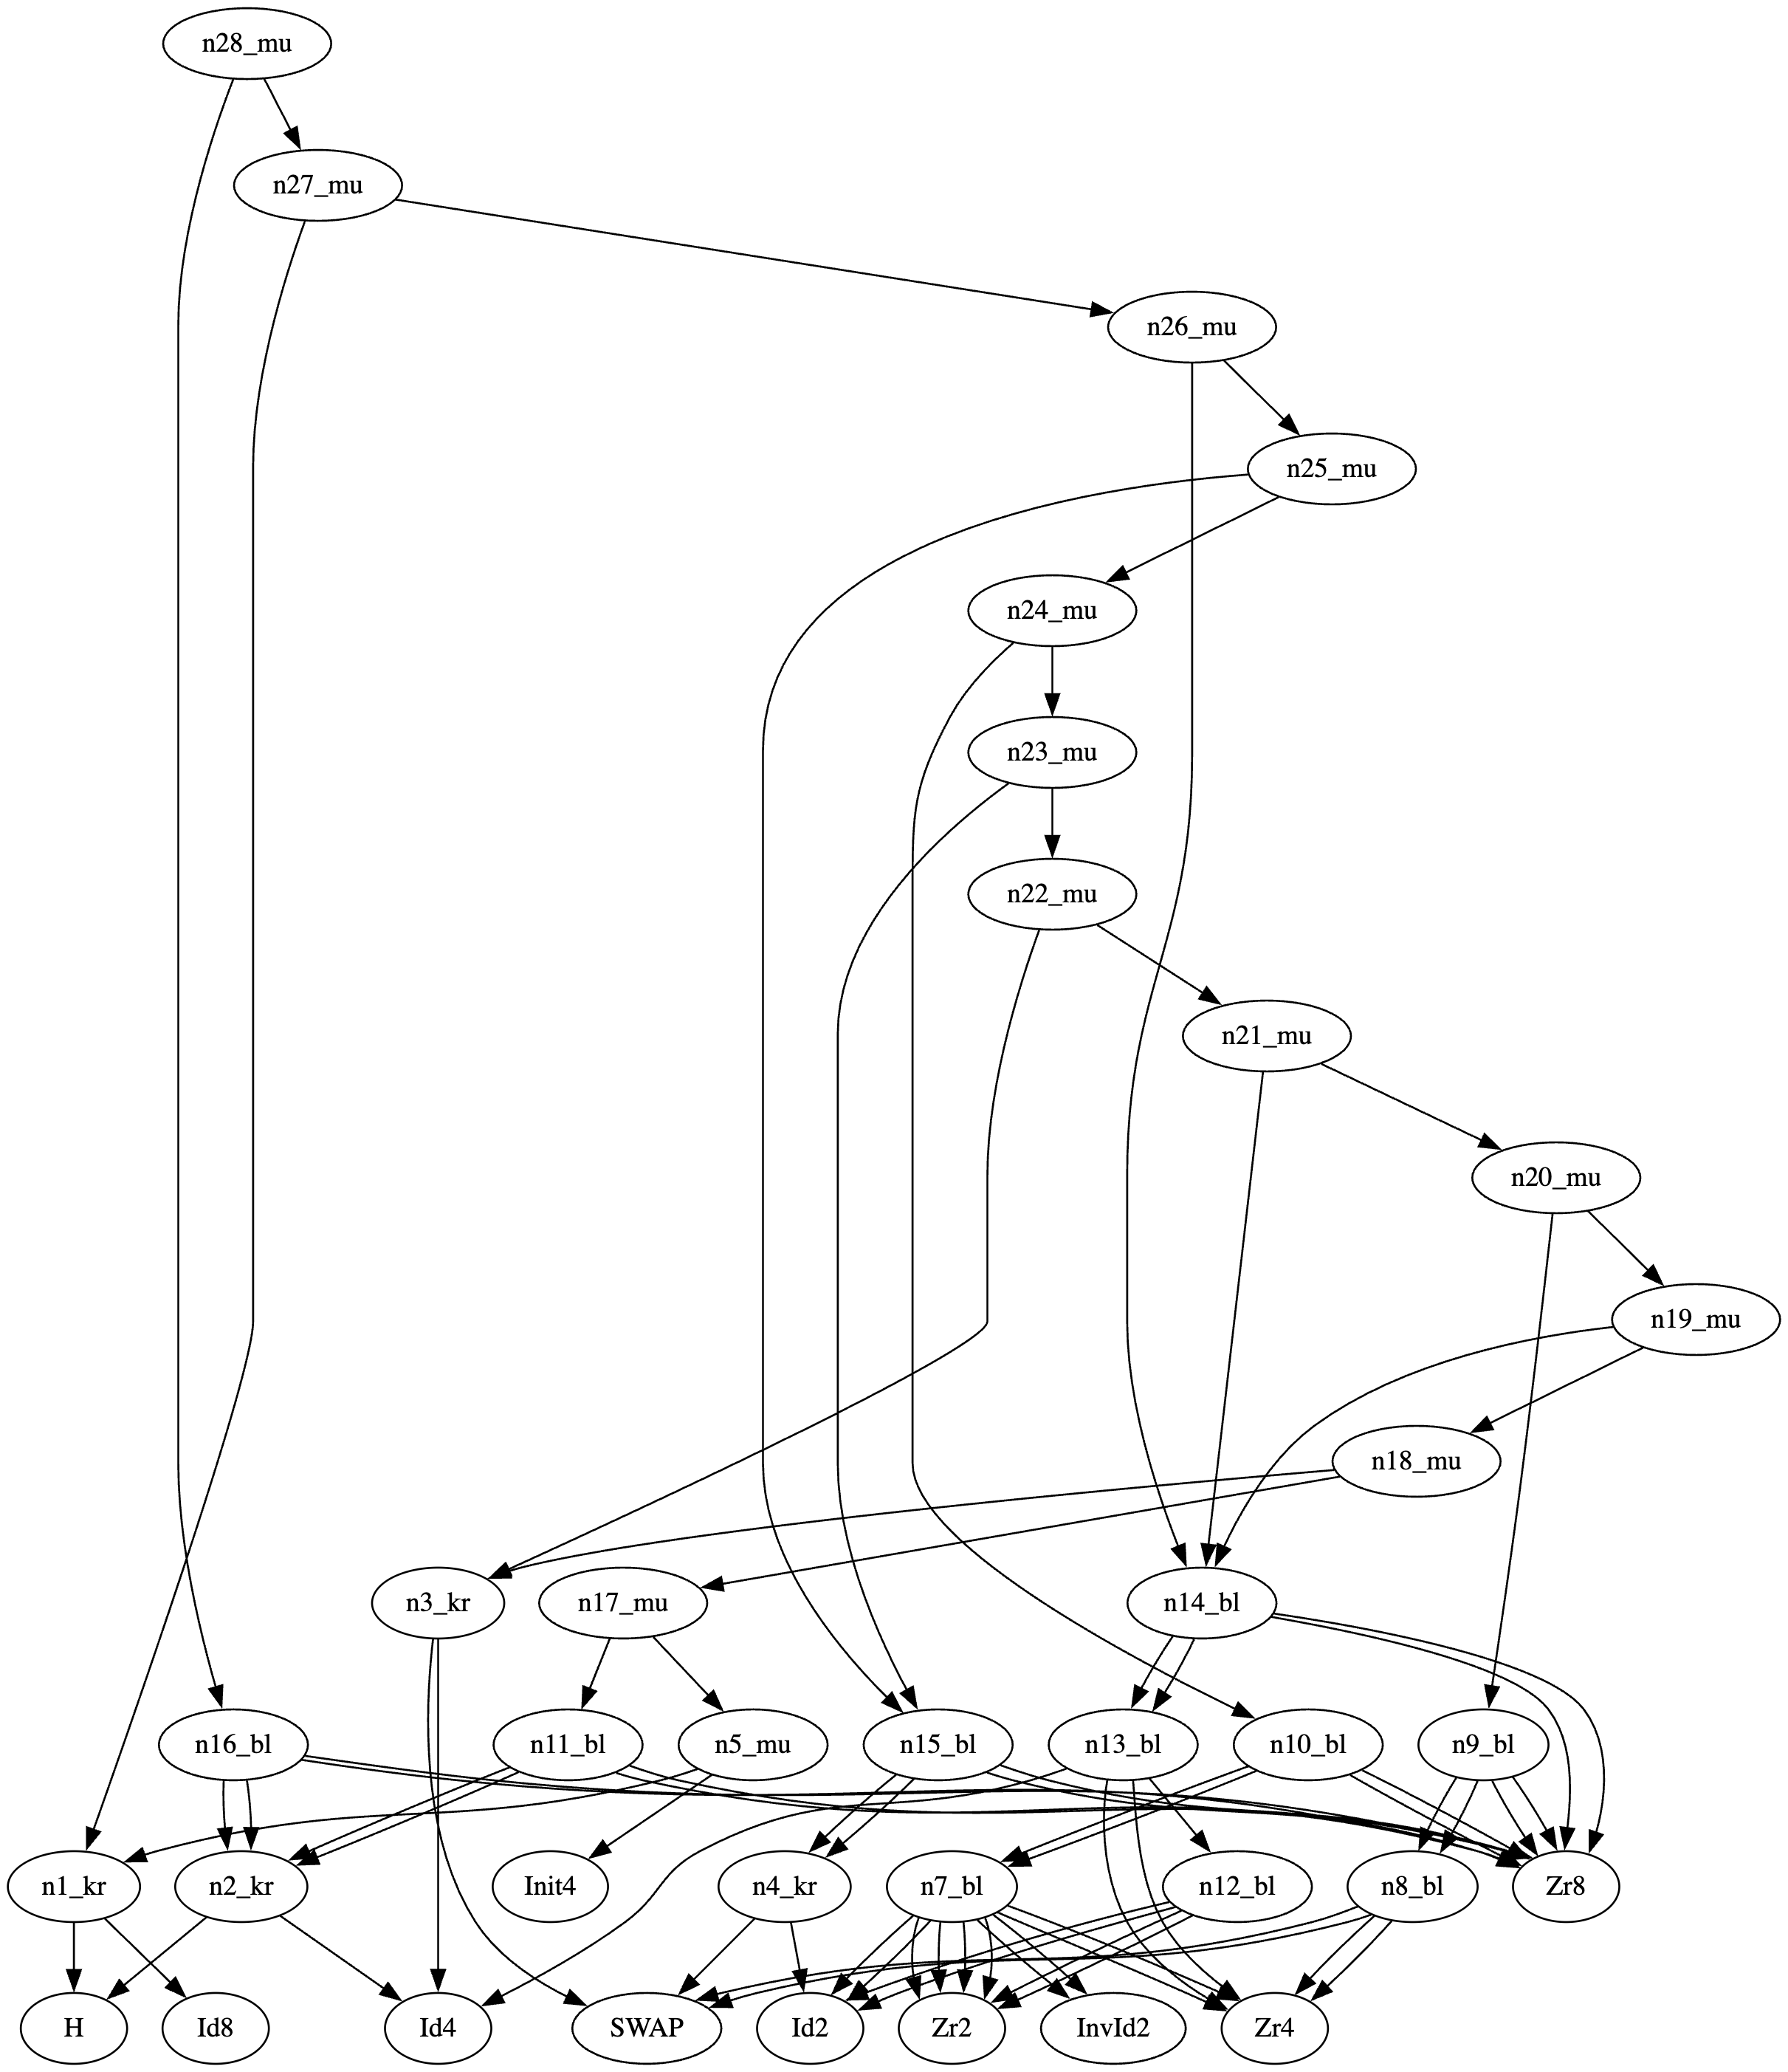 n28_mu
n27_mu
n26_mu
n25_mu
n24_mu
n23_mu
n22_mu
n21_mu
n20_mu
n19_mu
n18_mu
n3_kr
n17_mu
n14_bl
n16_bl
n11_bl
n5_mu
n15_bl
n13_bl
n10_bl
n9_bl
n1_kr
n2_kr
Init4
n4_kr
n7_bl
n12_bl
n8_bl
Zr8
H
Id8
Id4
SWAP
Id2
Zr2
InvId2
Zr4